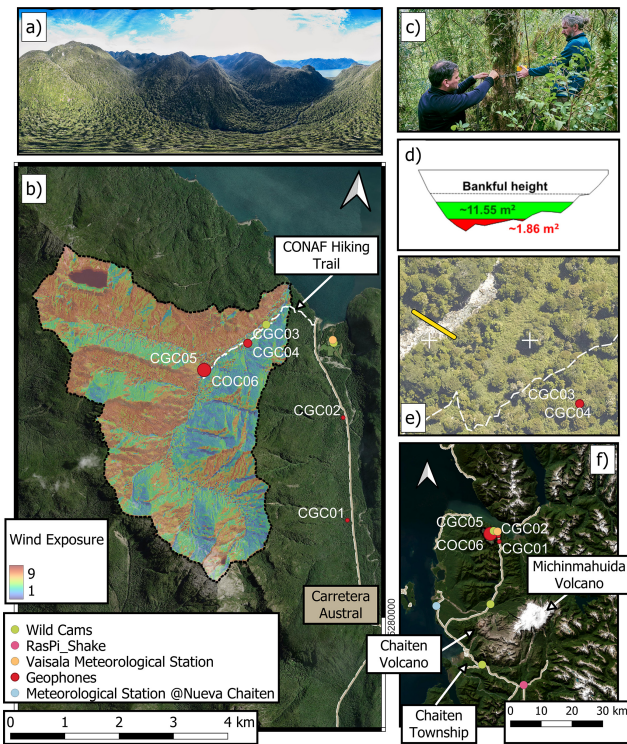 a)
c)
d)
Bankful height
~11.55 m²
~1.86 m²
b)
CONAF Hiking
Trail
CGC03
CGC04
CGC05
COC06
CGC02
CGC01
Carretera
Austral
Wind Exposure
9
1
Wild Cams
RasPi_Shake
Vaisala Meteorological Station
Geophones
Meteorological Station @Nueva Chaiten
0 1 2 3 4 km
e)
CGC03
CGC04
f)
CGC05
CGC02
COC06
CGC01
Michinmahuida
Volcano
Chaiten
Volcano
Chaiten
Township
0 10 20 30 km